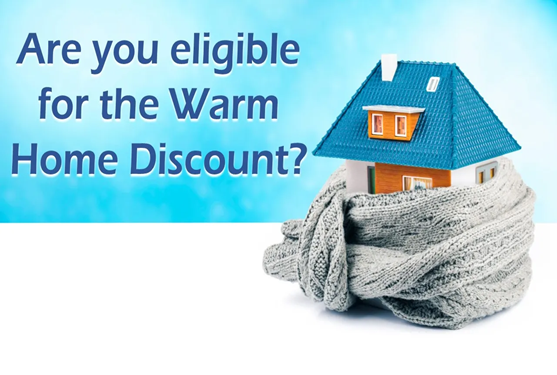 Are you eligible
for the Warm
Home Discount?